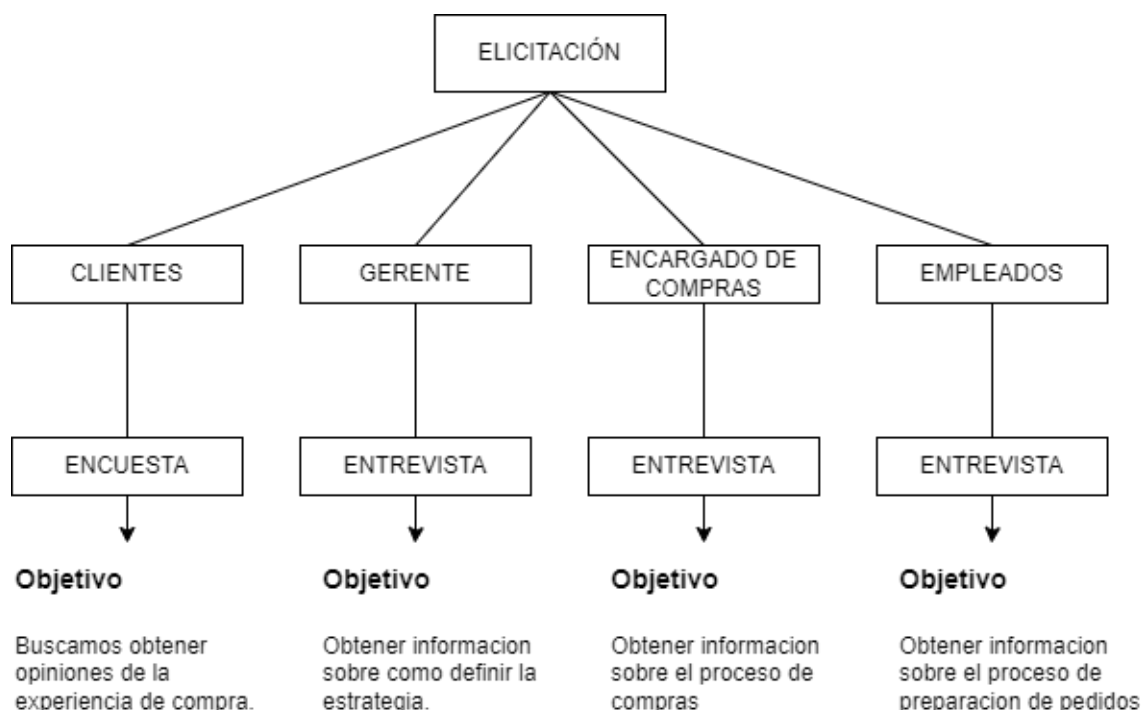 ELICITACIÓN
CLIENTES
GERENTE
ENCARGADO DE
COMPRAS
EMPLEADOS
ENCUESTA
ENTREVISTA
ENTREVISTA
ENTREVISTA
Objetivo
Buscamos obtener
opiniones de la
experiencia de compra.
Objetivo
Obtener informacion
sobre como definir la
estrategia.
Objetivo
Obtener informacion
sobre el proceso de
compras
Objetivo
Obtener informacion
sobre el proceso de
preparacion de pedidos